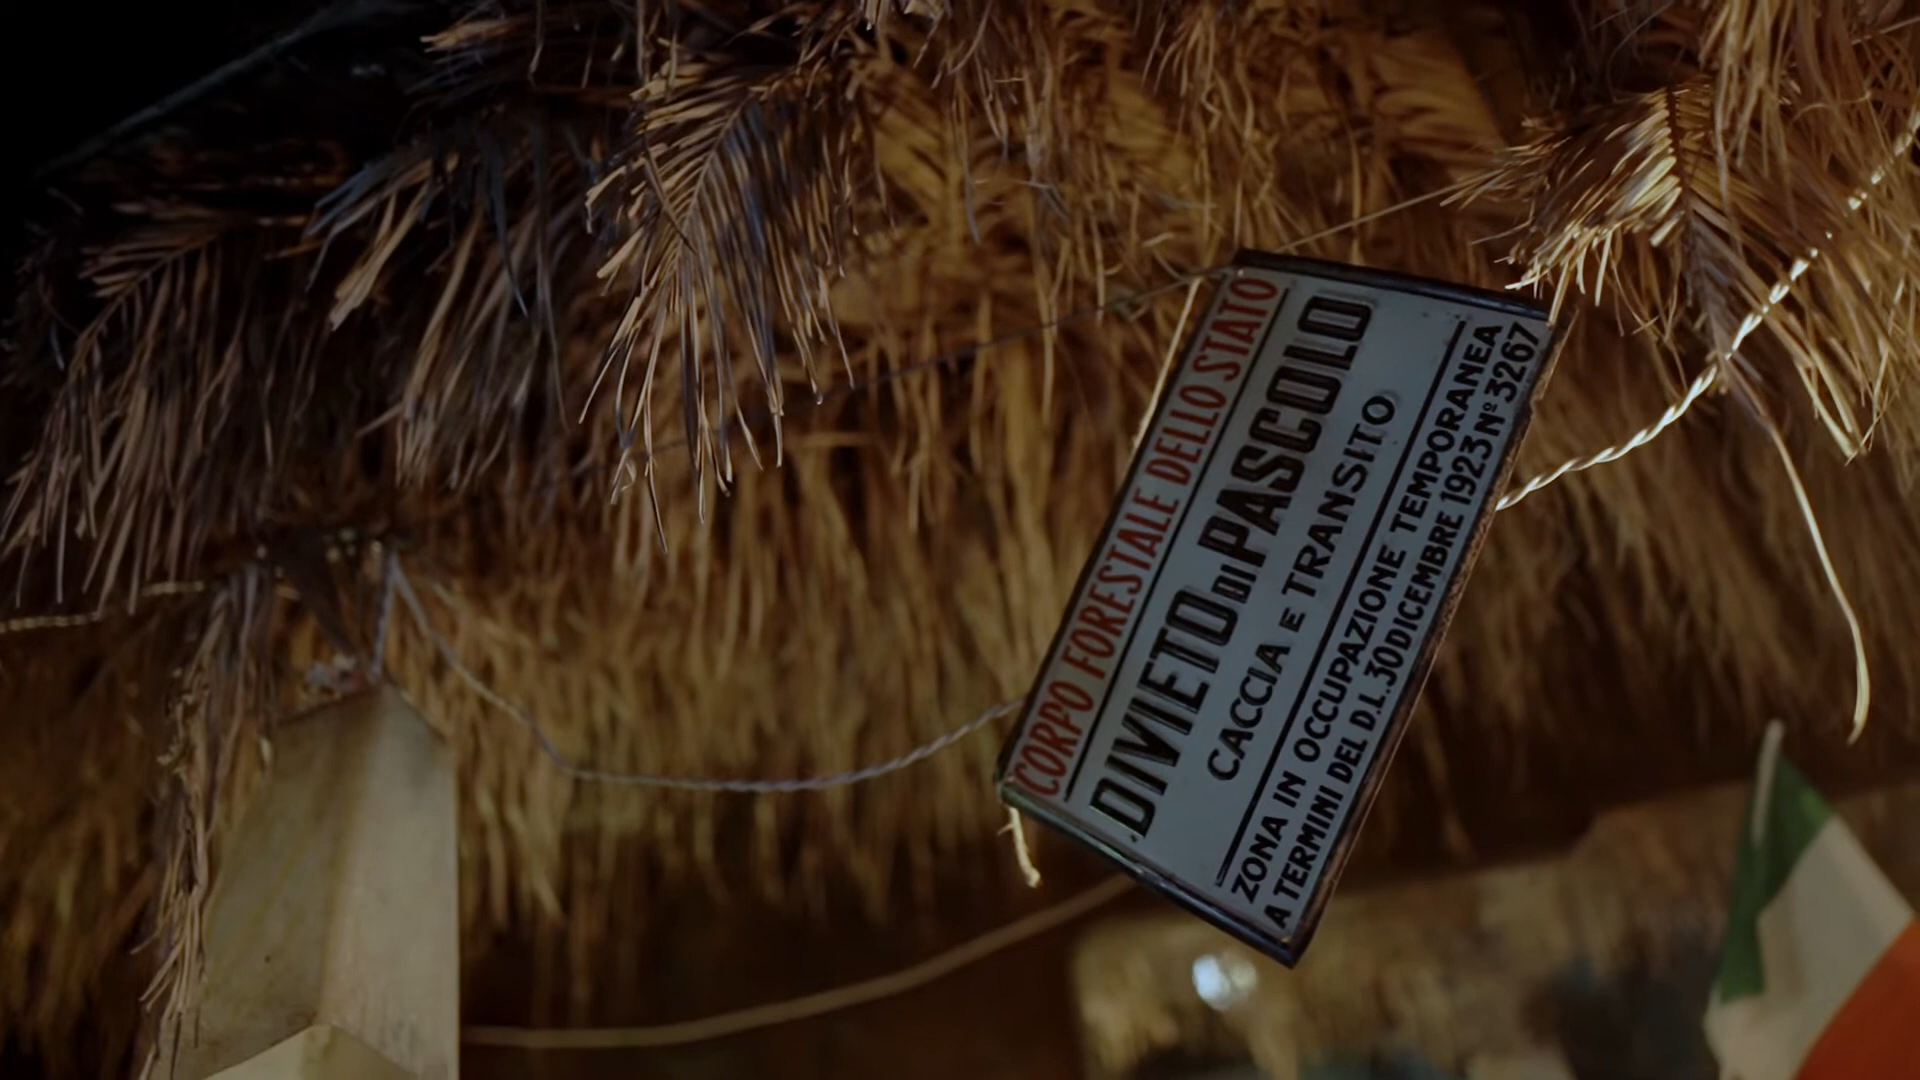 CORPO FORESTALE DELLO STATO
DIVIETO DI PASCOLO
CACCIA E TRANSITO
ZONA IN OCCUPAZIONE TEMPORANEA
A TERMINI DEL D.L. 30 DICEMBRE 1923 Nº 3267